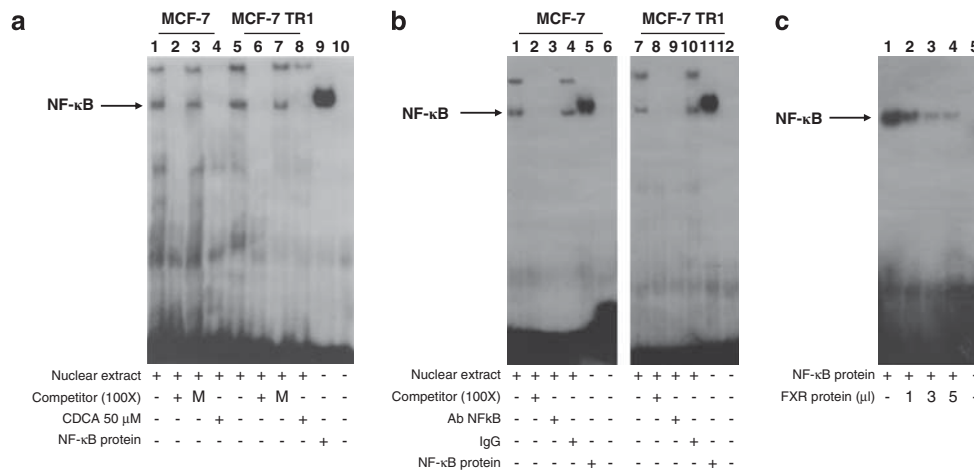 a
MCF-7 MCF-7 TR1
1 2 3 4 5 6 7 8 9 10
NF-κB
Nuclear extract + + + + + + + + - -
Competitor (100X) - + M - - + M - - -
CDCA 50 μM - - - + - - - + - -
NF-κB protein - - - - - - - - + -
b
MCF-7 MCF-7 TR1
1 2 3 4 5 6 7 8 9 10 11 12
NF-κB
Nuclear extract + + + + - - + + + + - -
Competitor (100X) - + - - - - - + - - - -
Ab NFkB - - + - - - - - + - - -
IgG - - - + - - - - - + - -
NF-κB protein - - - - + - - - - - + -
c
1 2 3 4 5
NF-κB
NF-κB protein + + + + -
FXR protein (μl) - 1 3 5 -